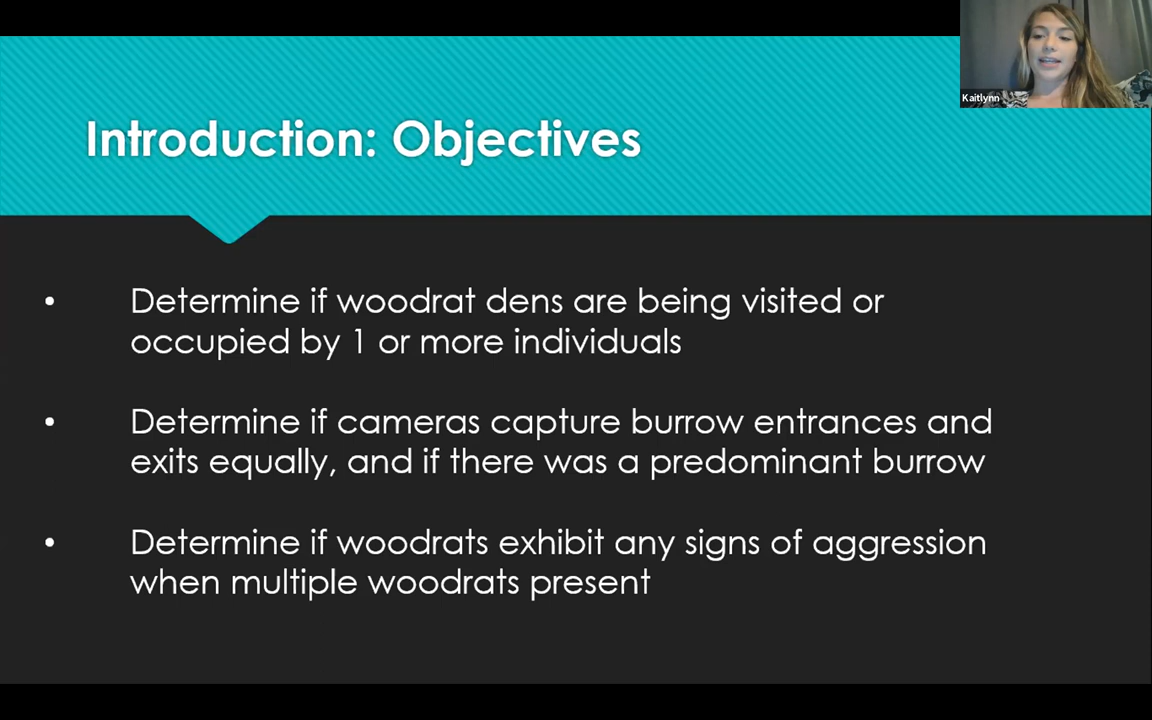 Kaitlynn
Introduction: Objectives
• Determine if woodrat dens are being visited or
occupied by 1 or more individuals
• Determine if cameras capture burrow entrances and
exits equally, and if there was a predominant burrow
• Determine if woodrats exhibit any signs of aggression
when multiple woodrats present